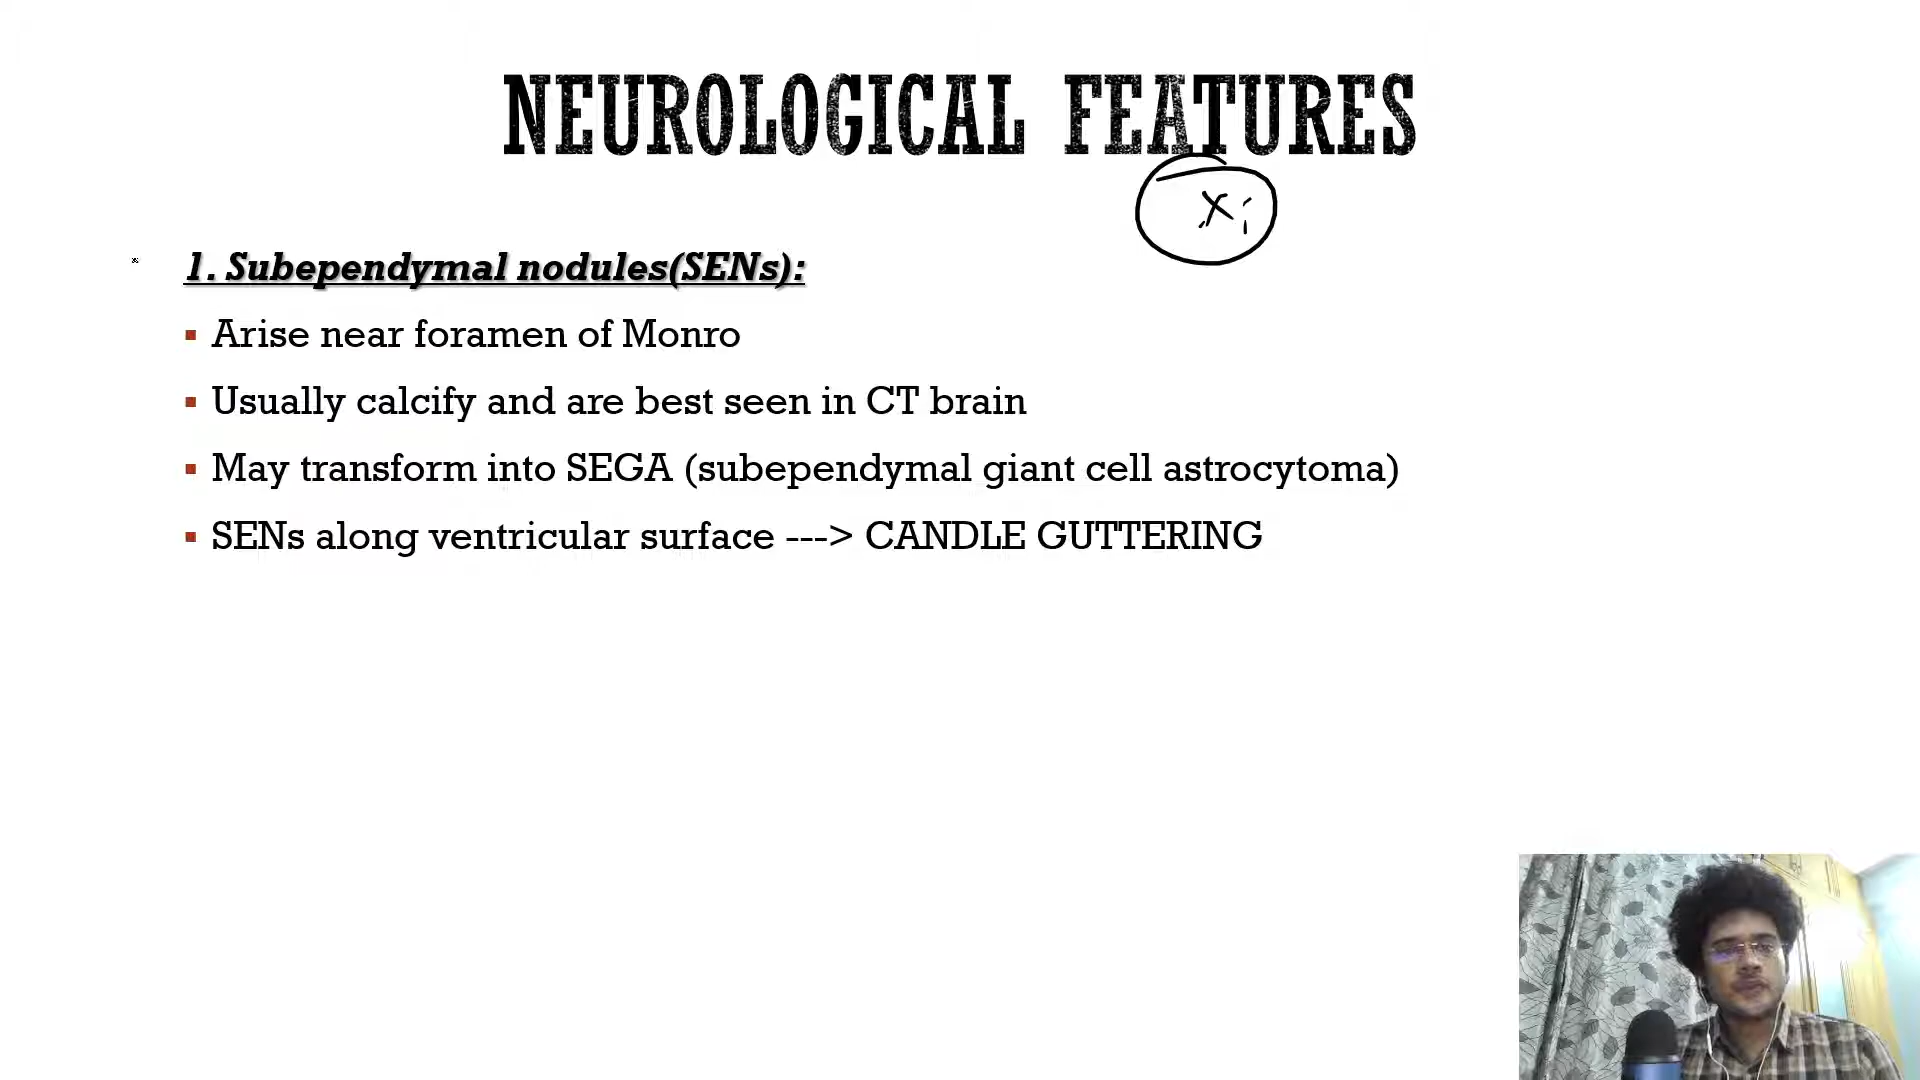 NEUROLOGICAL FEATURES
1. Subependymal nodules(SENs):
▪ Arise near foramen of Monro
▪ Usually calcify and are best seen in CT brain
▪ May transform into SEGA (subependymal giant cell astrocytoma)
▪ SENs along ventricular surface ---> CANDLE GUTTERING